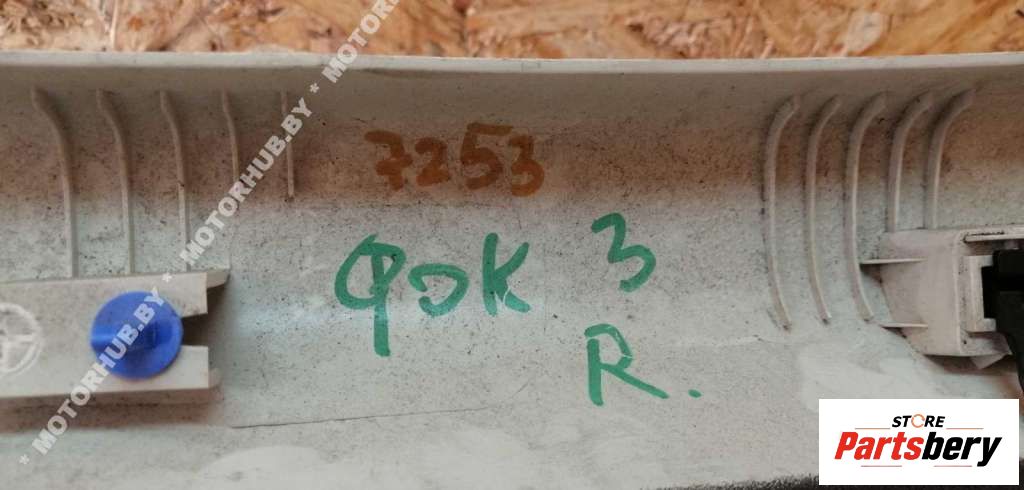 * MOTORHUB.BY * MOTORHUB.BY * MOTORHUB.BY
7253
ФОК 3
R.
STORE
Partsbery